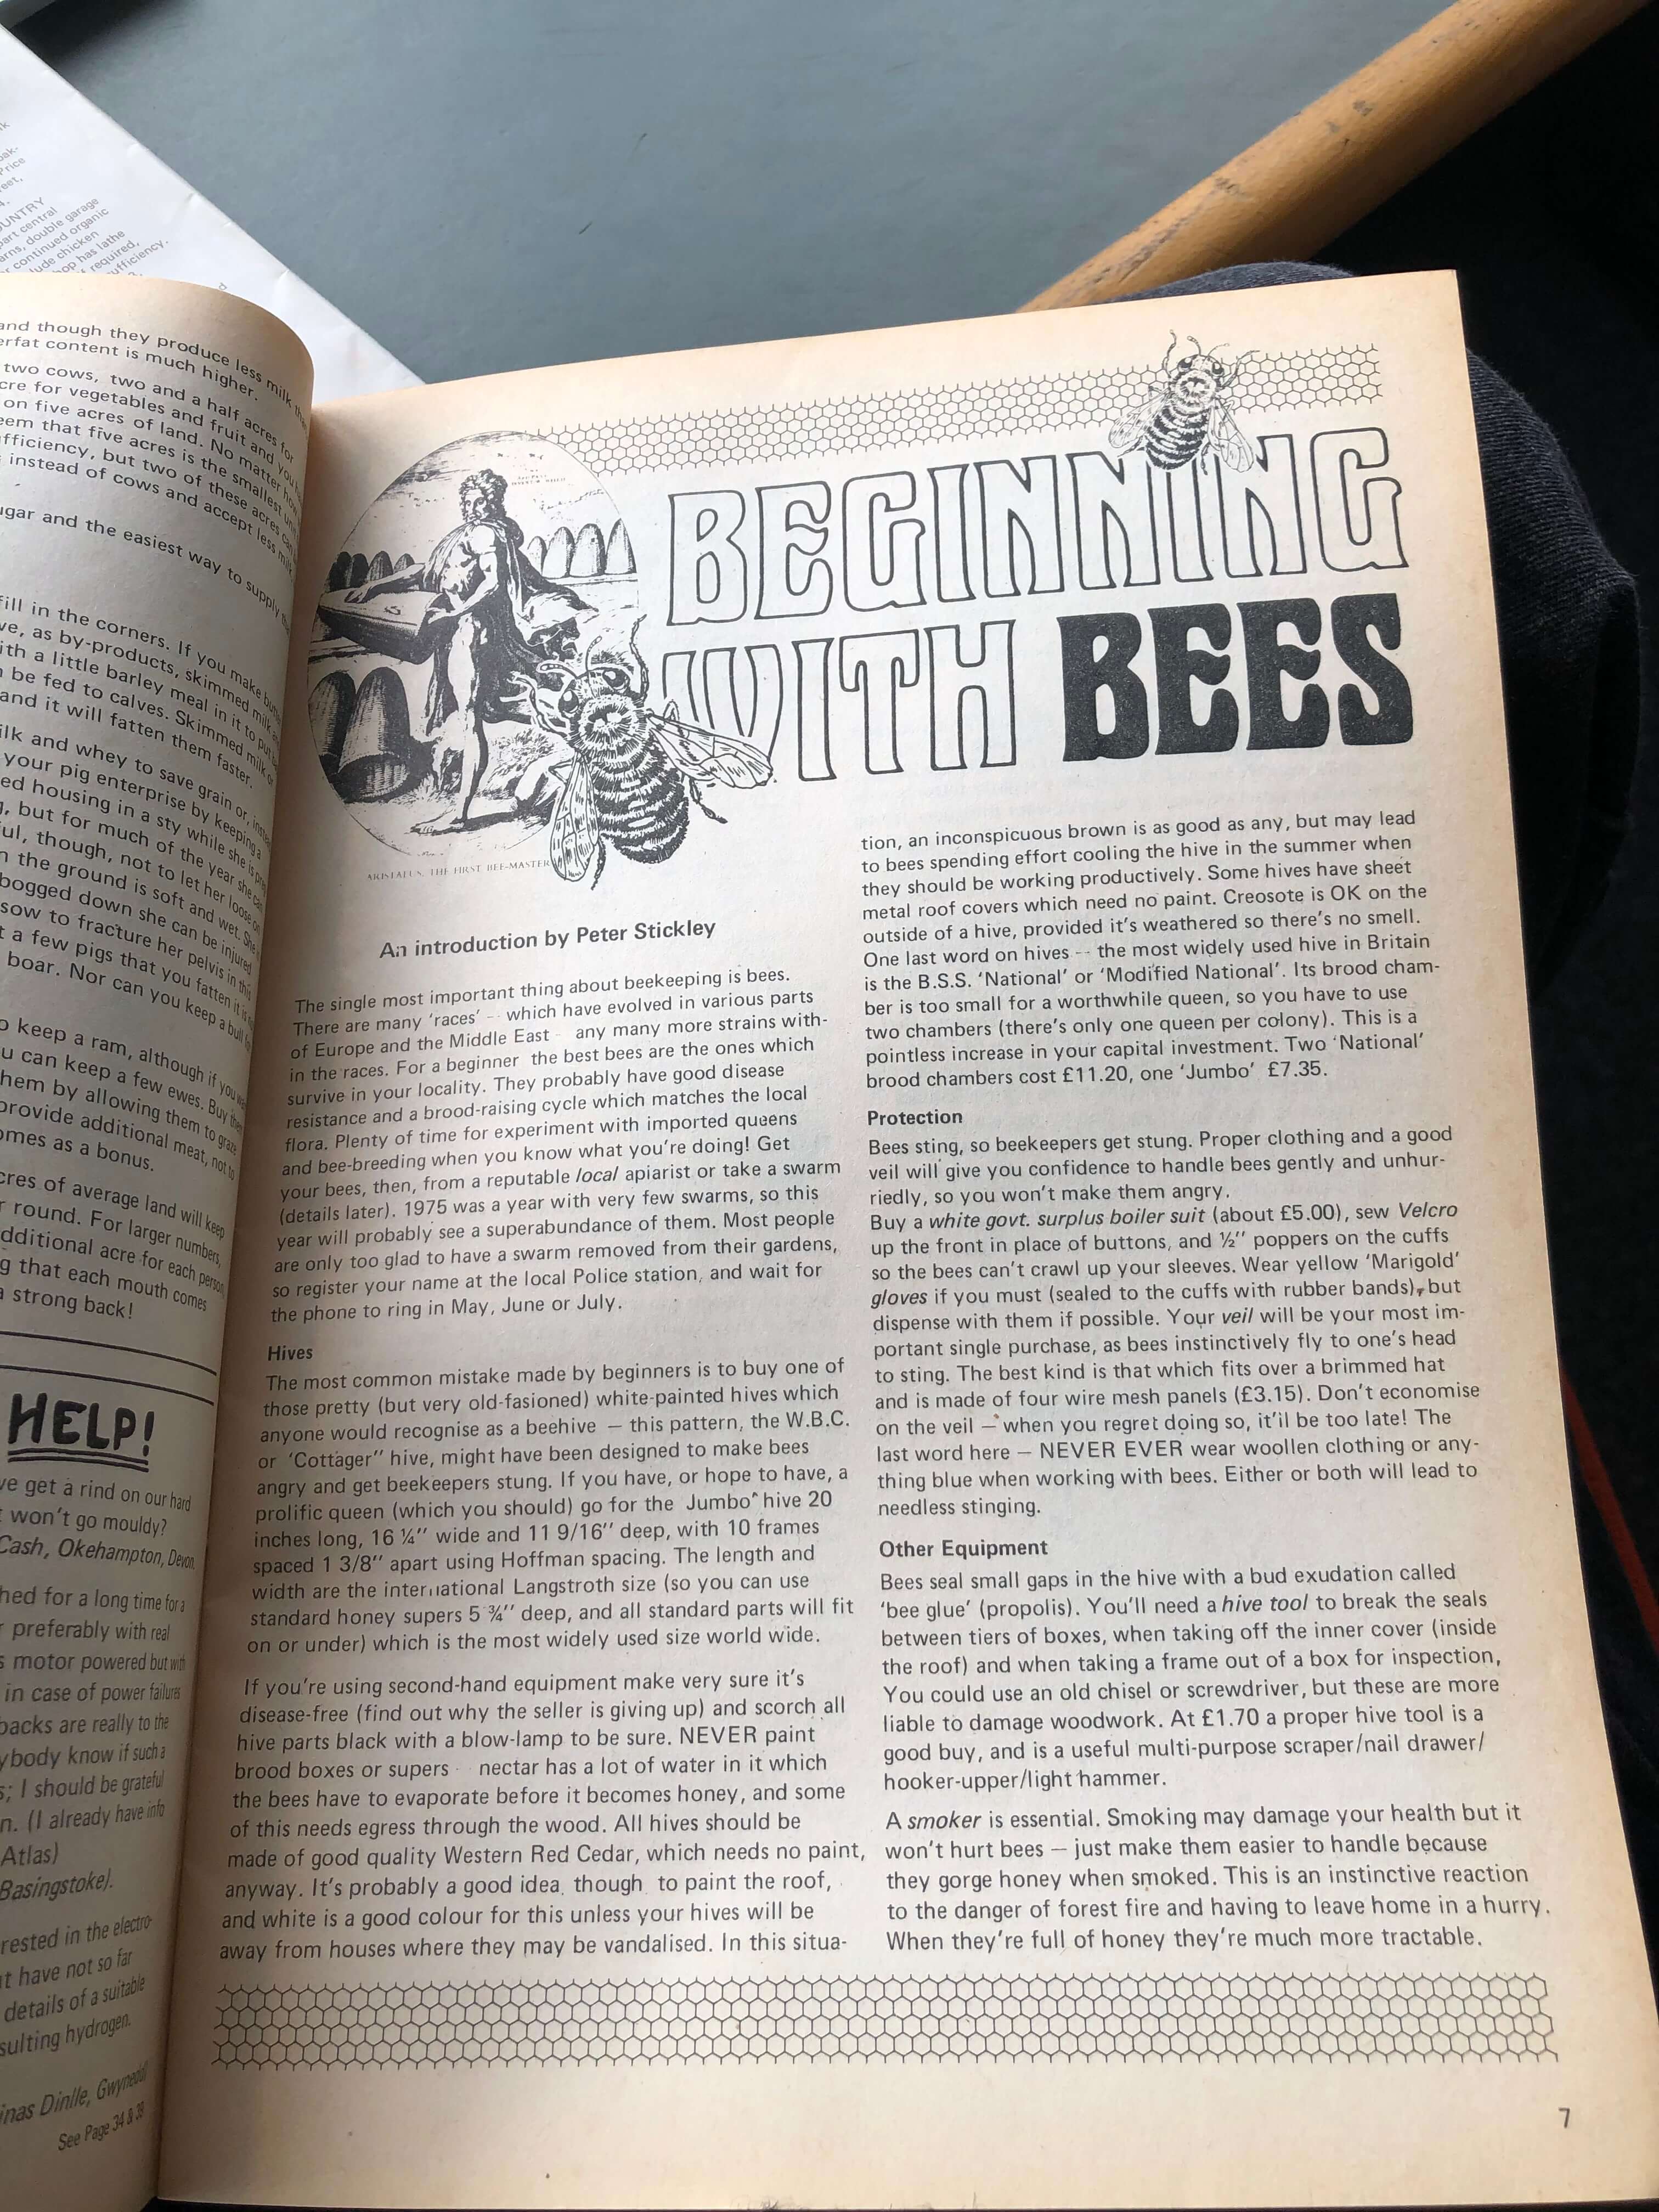 ak-
Price
eet,
4.
OUNTRY
part central
arns, double garage
r continued organic
lude chicken
hop has lathe
required,
ufficiency.
and though they produce less milk
erfat content is much higher.
two cows, two and a half acres for
cre for vegetables and fruit and you
on five acres of land. No matter how
eem that five acres is the smallest
fficiency, but two of these acres can
instead of cows and accept less milk
ugar and the easiest way to supply
fill in the corners. If you make
ve, as by-products, skimmed milk
ith a little barley meal in it to put
n be fed to calves. Skimmed milk or
and it will fatten them faster.
ilk and whey to save grain or,
your pig enterprise by keeping a
ed housing in a sty while she is
g, but for much of the year she can
ul, though, not to let her loose on
n the ground is soft and wet. She
bogged down she can be injured
sow to fracture her pelvis in this
t a few pigs that you fatten it is
boar. Nor can you keep a bull
o keep a ram, although if you
u can keep a few ewes. Buy
hem by allowing them to graze
provide additional meat, not to
omes as a bonus.
cres of average land will keep
r round. For larger numbers,
dditional acre for each person
g that each mouth comes
a strong back!
HELP!
ve get a rind on our hard
t won't go mouldy?
Cash, Okehampton, Devon.
hed for a long time for a
r preferably with real
s motor powered but with
in case of power failures
backs are really to the
ybody know if such a
s; I should be grateful
n. (I already have info
Atlas)
Basingstoke).
rested in the electro-
t have not so far
details of a suitable
sulting hydrogen.
inas Dinlle, Gwynedd)
See Page 34 & 39
BEGINNING
WITH BEES
ARISTAEUS, THE FIRST BEE-MASTER
An introduction by Peter Stickley
The single most important thing about beekeeping is bees.
There are many 'races' -- which have evolved in various parts
of Europe and the Middle East - any many more strains with-
in the races. For a beginner the best bees are the ones which
survive in your locality. They probably have good disease
resistance and a brood-raising cycle which matches the local
flora. Plenty of time for experiment with imported queens
and bee-breeding when you know what you're doing! Get
your bees, then, from a reputable local apiarist or take a swarm
(details later). 1975 was a year with very few swarms, so this
year will probably see a superabundance of them. Most people
are only too glad to have a swarm removed from their gardens,
so register your name at the local Police station, and wait for
the phone to ring in May, June or July.
Hives
The most common mistake made by beginners is to buy one of
those pretty (but very old-fasioned) white-painted hives which
anyone would recognise as a beehive — this pattern, the W.B.C.
or 'Cottager" hive, might have been designed to make bees
angry and get beekeepers stung. If you have, or hope to have, a
prolific queen (which you should) go for the Jumbo' hive 20
inches long, 16 ¼" wide and 11 9/16" deep, with 10 frames
spaced 1 3/8" apart using Hoffman spacing. The length and
width are the international Langstroth size (so you can use
standard honey supers 5 ¾" deep, and all standard parts will fit
on or under) which is the most widely used size world wide.
If you're using second-hand equipment make very sure it's
disease-free (find out why the seller is giving up) and scorch all
hive parts black with a blow-lamp to be sure. NEVER paint
brood boxes or supers - nectar has a lot of water in it which
the bees have to evaporate before it becomes honey, and some
of this needs egress through the wood. All hives should be
made of good quality Western Red Cedar, which needs no paint,
anyway. It's probably a good idea, though to paint the roof,
and white is a good colour for this unless your hives will be
away from houses where they may be vandalised. In this situa-
tion, an inconspicuous brown is as good as any, but may lead
to bees spending effort cooling the hive in the summer when
they should be working productively. Some hives have sheet
metal roof covers which need no paint. Creosote is OK on the
outside of a hive, provided it's weathered so there's no smell.
One last word on hives -- the most widely used hive in Britain
is the B.S.S. 'National' or 'Modified National'. Its brood cham-
ber is too small for a worthwhile queen, so you have to use
two chambers (there's only one queen per colony). This is a
pointless increase in your capital investment. Two 'National'
brood chambers cost £11.20, one 'Jumbo' £7.35.
Protection
Bees sting, so beekeepers get stung. Proper clothing and a good
veil will give you confidence to handle bees gently and unhur-
riedly, so you won't make them angry.
Buy a white govt. surplus boiler suit (about £5.00), sew Velcro
up the front in place of buttons, and ½" poppers on the cuffs
so the bees can't crawl up your sleeves. Wear yellow 'Marigold'
gloves if you must (sealed to the cuffs with rubber bands), but
dispense with them if possible. Your veil will be your most im-
portant single purchase, as bees instinctively fly to one's head
to sting. The best kind is that which fits over a brimmed hat
and is made of four wire mesh panels (£3.15). Don't economise
on the veil — when you regret doing so, it'il be too late! The
last word here — NEVER EVER wear woollen clothing or any-
thing blue when working with bees. Either or both will lead to
needless stinging.
Other Equipment
Bees seal small gaps in the hive with a bud exudation called
'bee glue' (propolis). You'll need a hive tool to break the seals
between tiers of boxes, when taking off the inner cover (inside
the roof) and when taking a frame out of a box for inspection,
You could use an old chisel or screwdriver, but these are more
liable to damage woodwork. At £1.70 a proper hive tool is a
good buy, and is a useful multi-purpose scraper/nail drawer/
hooker-upper/light hammer.
A smoker is essential. Smoking may damage your health but it
won't hurt bees — just make them easier to handle because
they gorge honey when smoked. This is an instinctive reaction
to the danger of forest fire and having to leave home in a hurry.
When they're full of honey they're much more tractable.
7